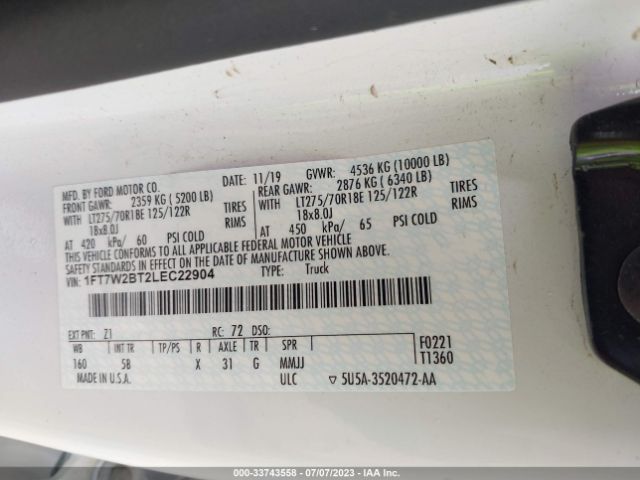 MFD. BY FORD MOTOR CO.
DATE: 11/19 GVWR: 4536 KG (10000 LB)
FRONT GAWR: 2359 KG ( 5200 LB)
REAR GAWR: 2876 KG ( 6340 LB)
WITH LT275/70R18E 125/122R TIRES
WITH LT275/70R18E 125/122R TIRES
18x8.0J RIMS
18x8.0J RIMS
AT 420 kPa/ 60 PSI COLD
AT 450 kPa/ 65 PSI COLD
THIS VEHICLE CONFORMS TO ALL APPLICABLE FEDERAL MOTOR VEHICLE
SAFETY STANDARDS IN EFFECT ON THE DATE OF MANUFACTURE SHOWN ABOVE.
VIN: 1FT7W2BT2LEC22904
TYPE: Truck
EXT PNT: Z1 RC: 72 DSO:
WB INT TR TP/PS R AXLE TR SPR
160 5B X 31 G MMJJ
F0221
T1360
MADE IN U.S.A.
ULC ▽ 5U5A-3520472-AA
000-33743558 - 07/07/2023 - IAA Inc.